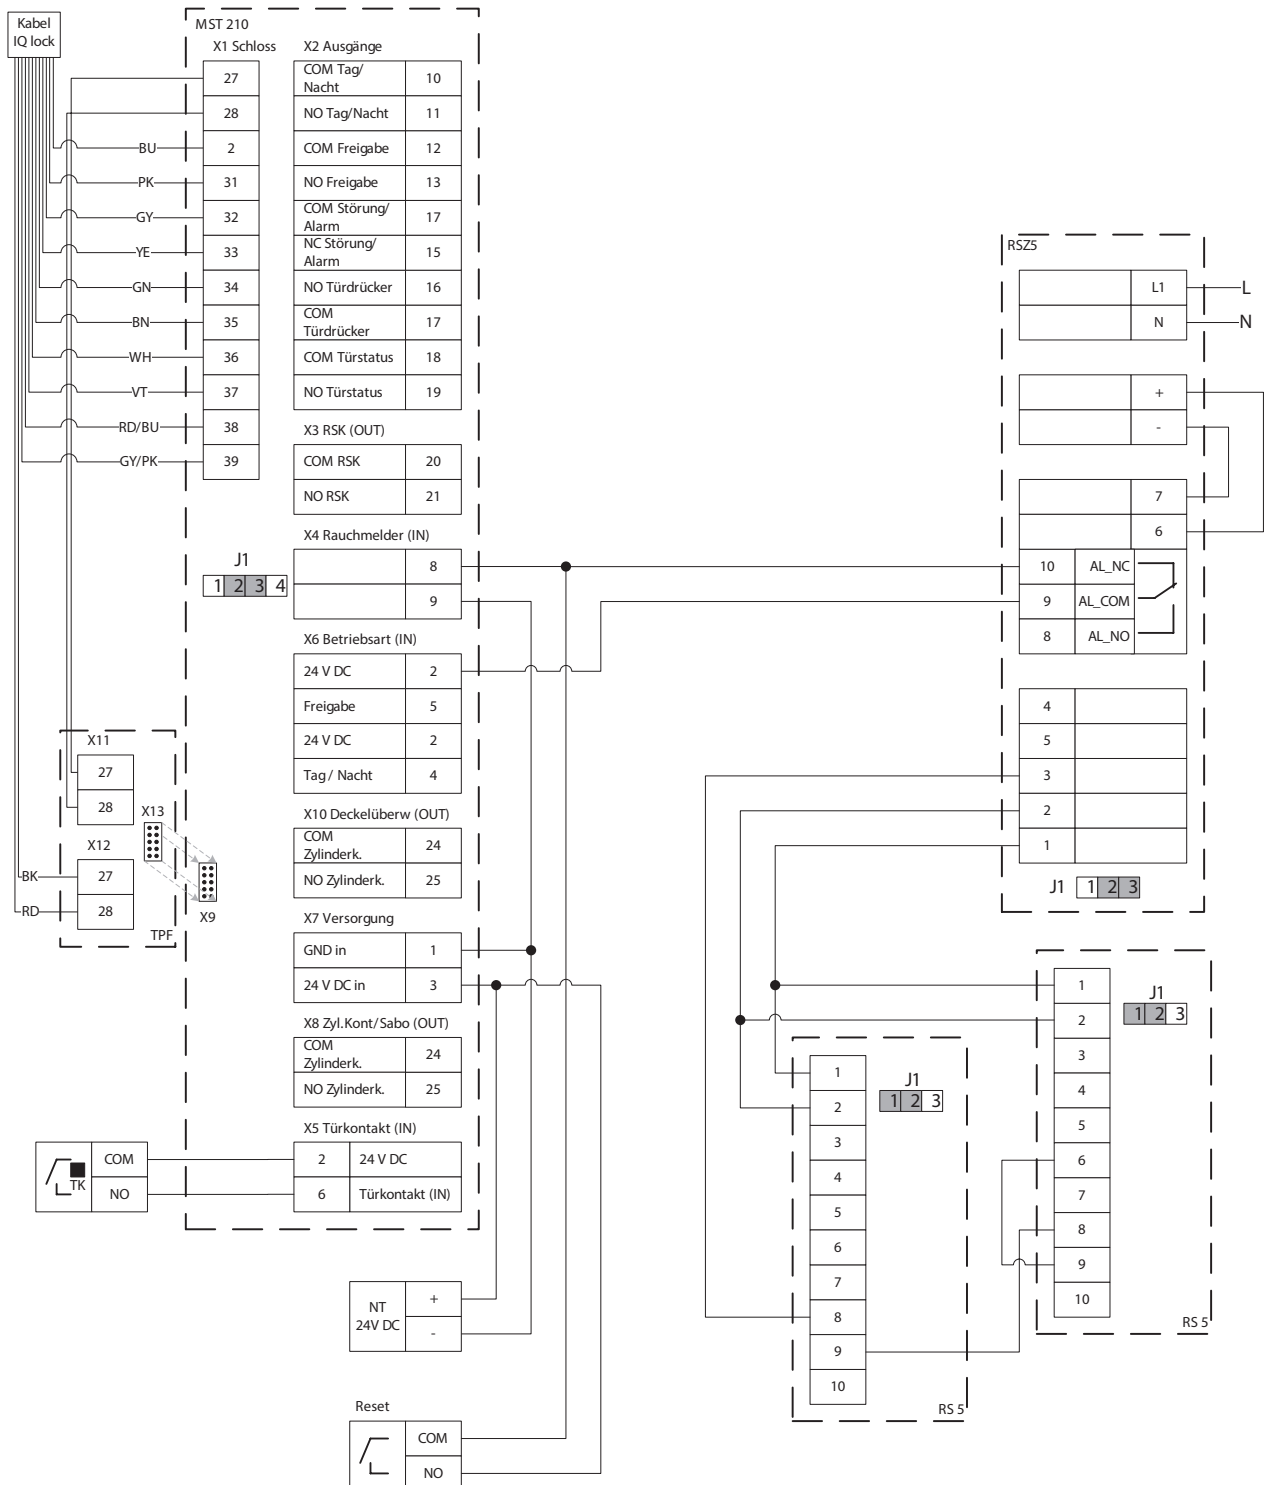 Kabel
IQ lock
MST 210
X1 Schloss
27
28
BU 2
PK 31
GY 32
YE 33
GN 34
BN 35
WH 36
VT 37
RD/BU 38
GY/PK 39
X2 Ausgänge
COM Tag/
Nacht 10
NO Tag/Nacht 11
COM Freigabe 12
NO Freigabe 13
COM Störung/
Alarm 17
NC Störung/
Alarm 15
NO Türdrücker 16
COM
Türdrücker 17
COM Türstatus 18
NO Türstatus 19
X3 RSK (OUT)
COM RSK 20
NO RSK 21
X4 Rauchmelder (IN)
8
9
J1
1 2 3 4
X6 Betriebsart (IN)
24 V DC 2
Freigabe 5
24 V DC 2
Tag / Nacht 4
X10 Deckelüberw (OUT)
COM
Zylinderk. 24
NO Zylinderk. 25
X7 Versorgung
GND in 1
24 V DC in 3
X8 Zyl.Kont/Sabo (OUT)
COM
Zylinderk. 24
NO Zylinderk. 25
X5 Türkontakt (IN)
2 24 V DC
6 Türkontakt (IN)
X11
27
28
X13
X12
BK 27
RD 28
TPF
X9
TK
COM
NO
NT
24V DC
+
-
Reset
COM
NO
RSZ5
L1 L
N N
+
-
7
6
10 AL_NC
9 AL_COM
8 AL_NO
4
5
3
2
1
J1 1 2 3
1
2
3
4
5
6
7
8
9
10
J1
1 2 3
RS 5
1
2
3
4
5
6
7
8
9
10
J1
1 2 3
RS 5